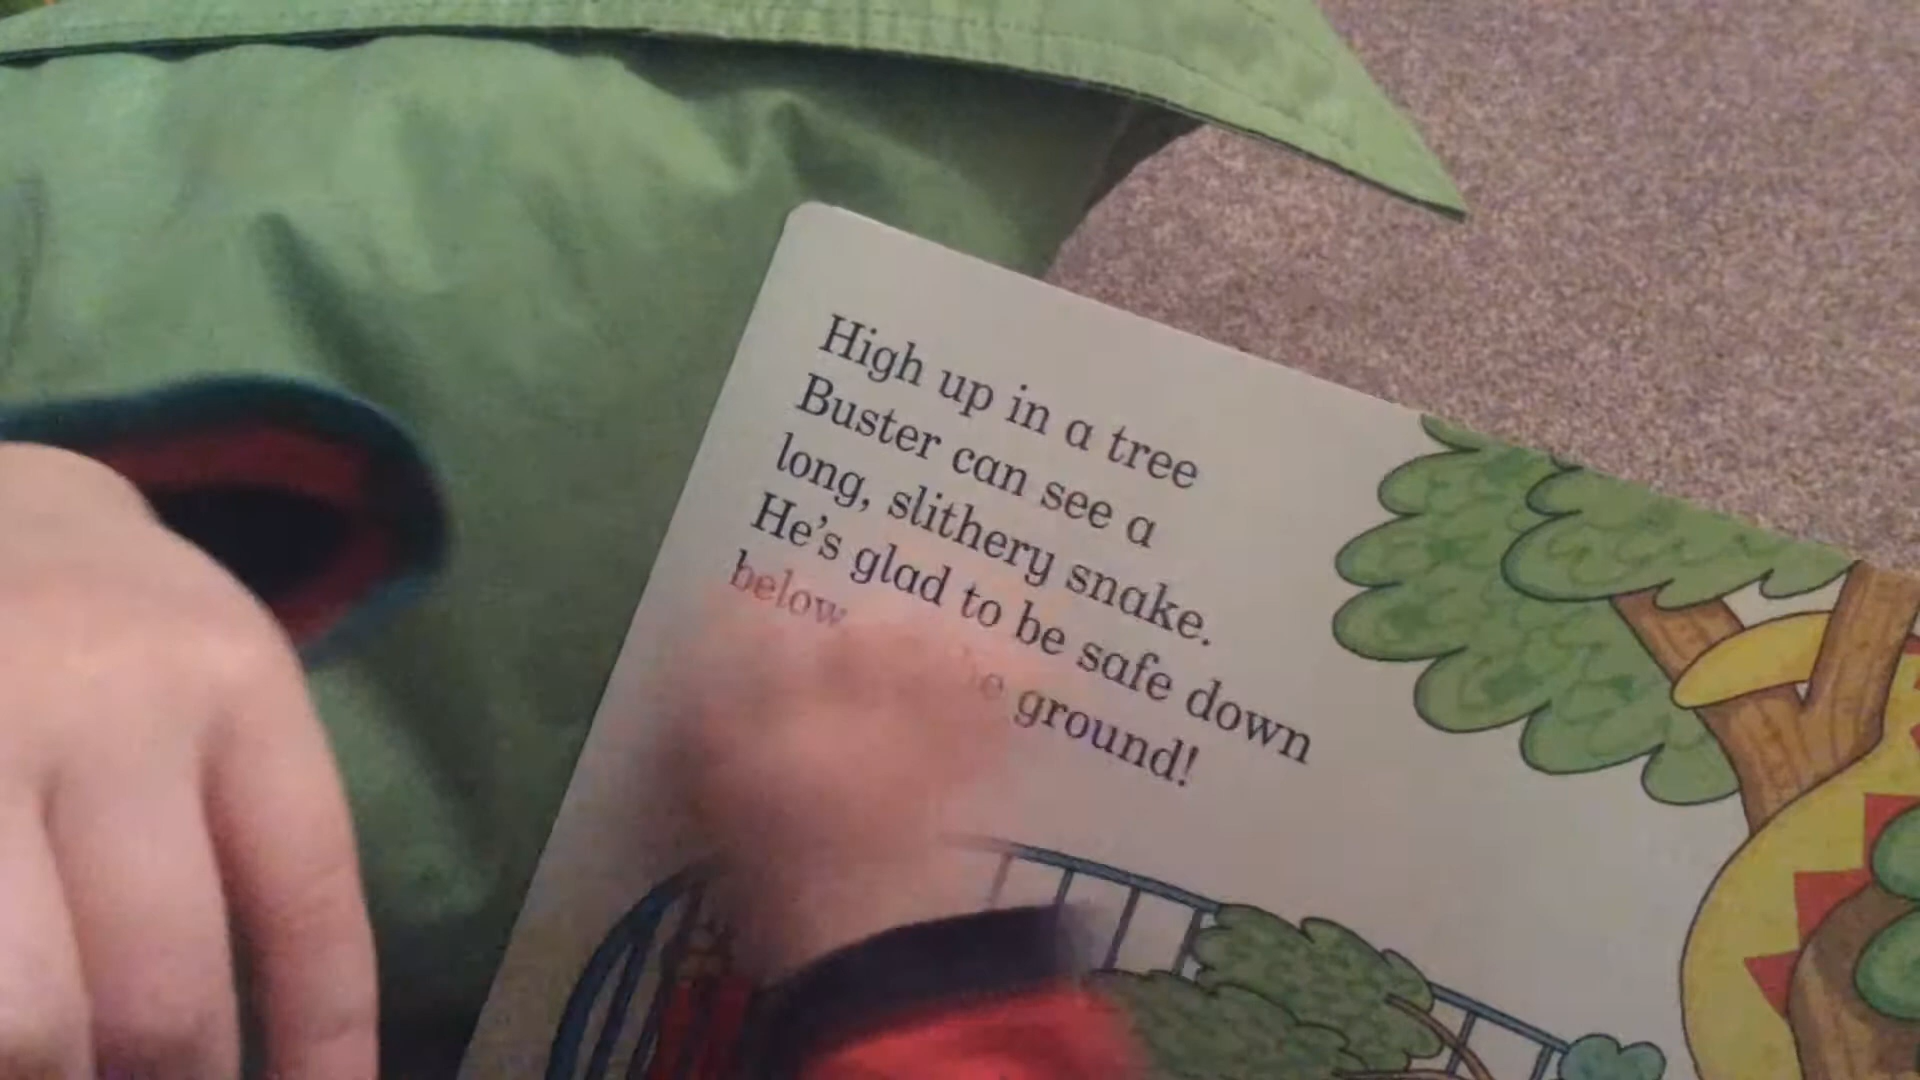 High up in a tree
Buster can see a
long, slithery snake.
He's glad to be safe down
below ground!